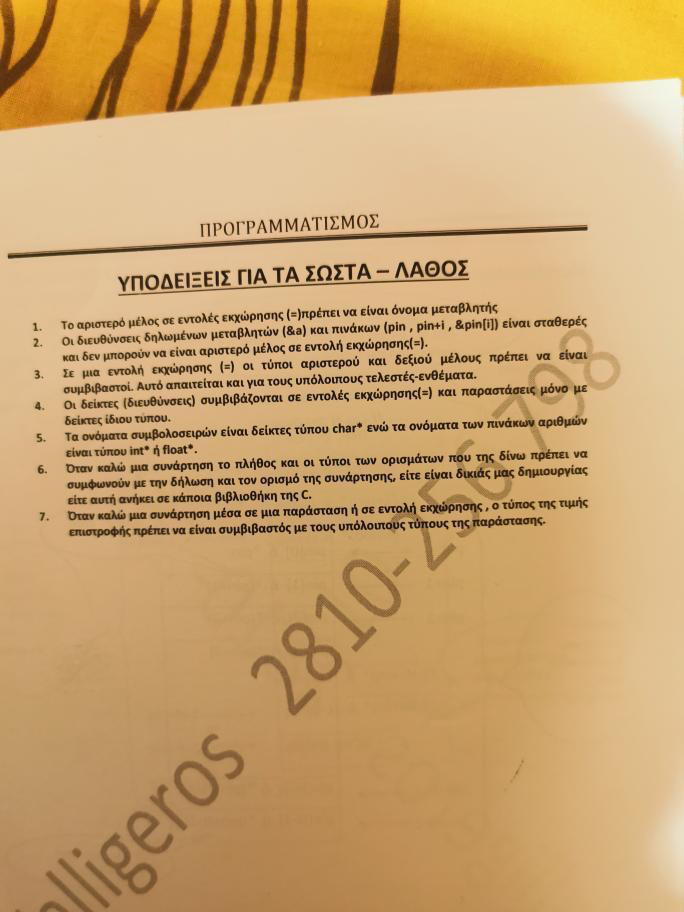 ΠΡΟΓΡΑΜΜΑΤΙΣΜΟΣ
ΥΠΟΔΕΙΞΕΙΣ ΓΙΑ ΤΑ ΣΩΣΤΑ – ΛΑΘΟΣ
1. Το αριστερό μέλος σε εντολές εκχώρησης (=)πρέπει να είναι όνομα μεταβλητής
2. Οι διευθύνσεις δηλωμένων μεταβλητών (&a) και πινάκων (pin , pin+i , &pin[i]) είναι σταθερές
και δεν μπορούν να είναι αριστερό μέλος σε εντολή εκχώρησης(=).
3. Σε μια εντολή εκχώρησης (=) οι τύποι αριστερού και δεξιού μέλους πρέπει να είναι
συμβιβαστοί. Αυτό απαιτείται και για τους υπόλοιπους τελεστές-ενθέματα.
4. Οι δείκτες (διευθύνσεις) συμβιβάζονται σε εντολές εκχώρησης(=) και παραστάσεις μόνο με
δείκτες ίδιου τύπου.
5. Τα ονόματα συμβολοσειρών είναι δείκτες τύπου char* ενώ τα ονόματα των πινάκων αριθμών
είναι τύπου int* ή float*.
6. Όταν καλώ μια συνάρτηση το πλήθος και οι τύποι των ορισμάτων που της δίνω πρέπει να
συμφωνούν με την δήλωση και τον ορισμό της συνάρτησης, είτε είναι δικιάς μας δημιουργίας
είτε αυτή ανήκει σε κάποια βιβλιοθήκη της C.
7. Όταν καλώ μια συνάρτηση μέσα σε μια παράσταση ή σε εντολή εκχώρησης , ο τύπος της τιμής
επιστροφής πρέπει να είναι συμβιβαστός με τους υπόλοιπους τύπους της παράστασης.
lligeros 2810-256 798